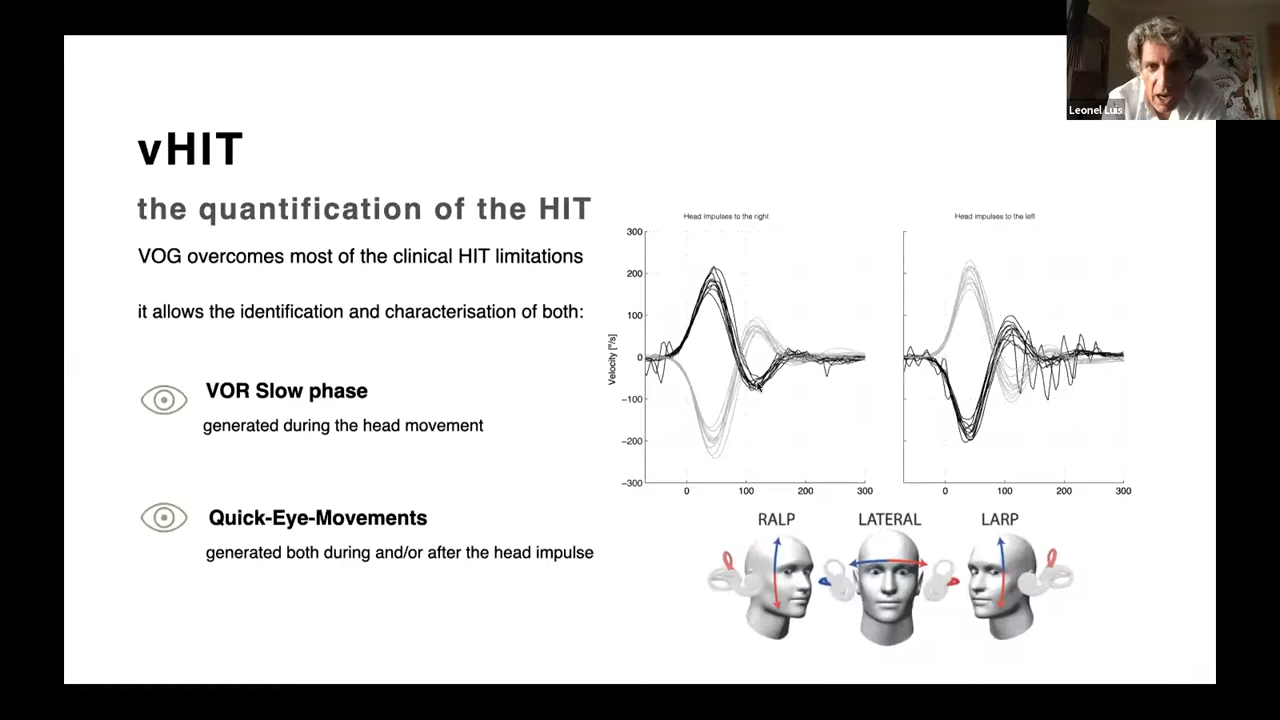 Leonel Luis
vHIT
the quantification of the HIT
VOG overcomes most of the clinical HIT limitations
it allows the identification and characterisation of both:
VOR Slow phase
generated during the head movement
Quick-Eye-Movements
generated both during and/or after the head impulse
Head impulses to the right
Head impulses to the left
Velocity [°/s]
300
200
100
0
−100
−200
−300
0 100 200 300
0 100 200 300
RALP LATERAL LARP